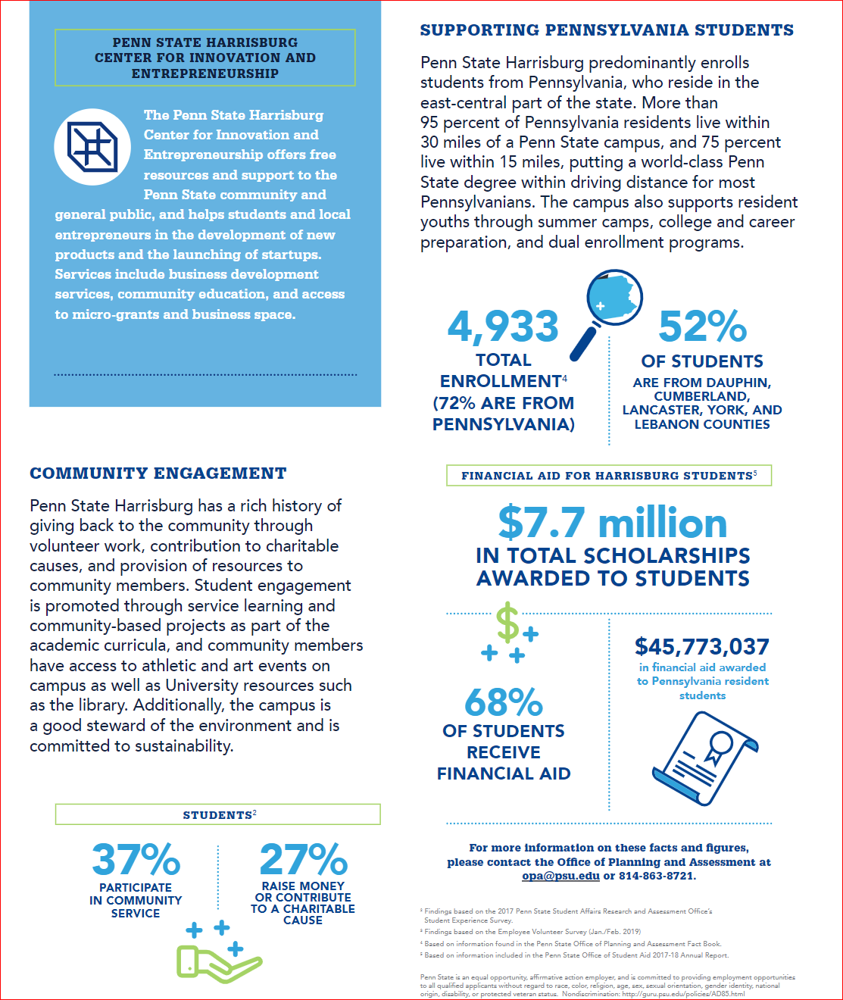 PENN STATE HARRISBURG
CENTER FOR INNOVATION AND
ENTREPRENEURSHIP
The Penn State Harrisburg
Center for Innovation and
Entrepreneurship offers free
resources and support to the
Penn State community and
general public, and helps students and local
entrepreneurs in the development of new
products and the launching of startups.
Services include business development
services, community education, and access
to micro-grants and business space.
COMMUNITY ENGAGEMENT
Penn State Harrisburg has a rich history of
giving back to the community through
volunteer work, contribution to charitable
causes, and provision of resources to
community members. Student engagement
is promoted through service learning and
community-based projects as part of the
academic curricula, and community members
have access to athletic and art events on
campus as well as University resources such
as the library. Additionally, the campus is
a good steward of the environment and is
committed to sustainability.
STUDENTS²
37%
PARTICIPATE
IN COMMUNITY
SERVICE
27%
RAISE MONEY
OR CONTRIBUTE
TO A CHARITABLE
CAUSE
SUPPORTING PENNSYLVANIA STUDENTS
Penn State Harrisburg predominantly enrolls
students from Pennsylvania, who reside in the
east-central part of the state. More than
95 percent of Pennsylvania residents live within
30 miles of a Penn State campus, and 75 percent
live within 15 miles, putting a world-class Penn
State degree within driving distance for most
Pennsylvanians. The campus also supports resident
youths through summer camps, college and career
preparation, and dual enrollment programs.
4,933
TOTAL
ENROLLMENT⁴
(72% ARE FROM
PENNSYLVANIA)
52%
OF STUDENTS
ARE FROM DAUPHIN,
CUMBERLAND,
LANCASTER, YORK, AND
LEBANON COUNTIES
FINANCIAL AID FOR HARRISBURG STUDENTS⁵
$7.7 million
IN TOTAL SCHOLARSHIPS
AWARDED TO STUDENTS
$
68%
OF STUDENTS
RECEIVE
FINANCIAL AID
$45,773,037
in financial aid awarded
to Pennsylvania resident
students
For more information on these facts and figures,
please contact the Office of Planning and Assessment at
opa@psu.edu or 814-863-8721.
² Findings based on the 2017 Penn State Student Affairs Research and Assessment Office's
Student Experience Survey.
³ Findings based on the Employee Volunteer Survey (Jan./Feb. 2019)
⁴ Based on information found in the Penn State Office of Planning and Assessment Fact Book.
⁵ Based on information included in the Penn State Office of Student Aid 2017-18 Annual Report.
Penn State is an equal opportunity, affirmative action employer, and is committed to providing employment opportunities
to all qualified applicants without regard to race, color, religion, age, sex, sexual orientation, gender identity, national
origin, disability, or protected veteran status. Nondiscrimination: http://guru.psu.edu/policies/AD85.html